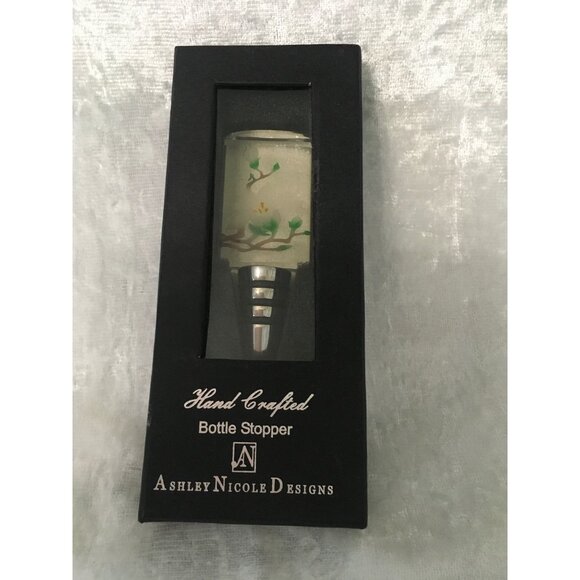 Hand Crafted
Bottle Stopper
AN
ASHLEY NICOLE DESIGNS